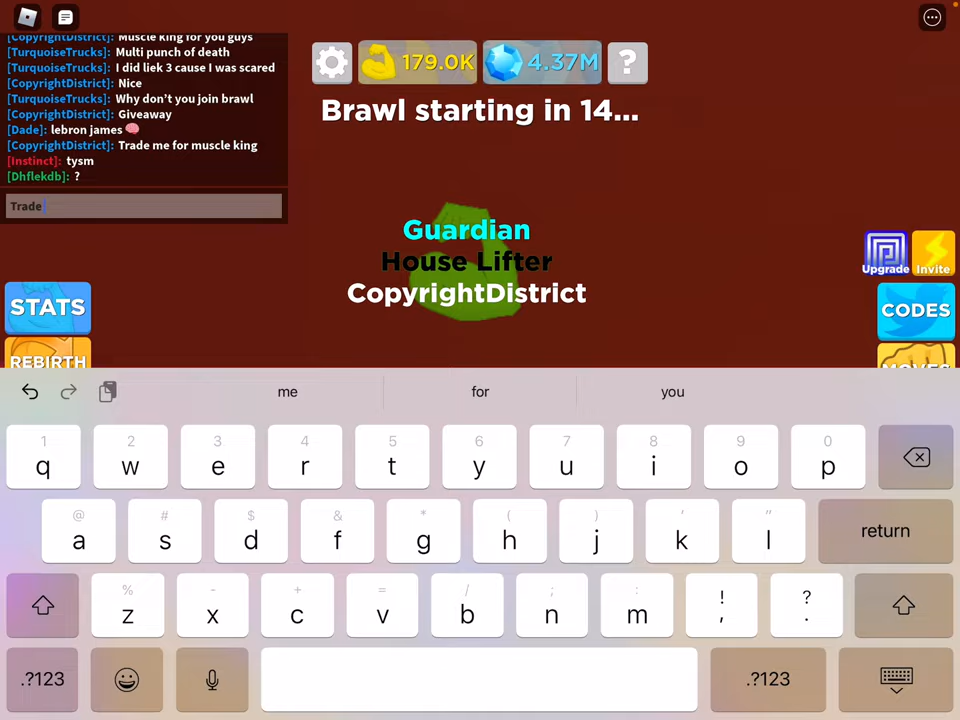 [CopyrightDistrict]: Muscle king for you guys
[TurquoiseTrucks]: Multi punch of death
[TurquoiseTrucks]: I did liek 3 cause I was scared
[CopyrightDistrict]: Nice
[TurquoiseTrucks]: Why don't you join brawl
[CopyrightDistrict]: Giveaway
[Dade]: lebron james 🧠
[CopyrightDistrict]: Trade me for muscle king
[Instinct]: tysm
[Dhflekdb]: ?
Trade
179.0K 4.37M ?
Brawl starting in 14...
Guardian
House Lifter
CopyrightDistrict
Upgrade Invite
STATS CODES
REBIRTH MOVES
me for you
1 2 3 4 5 6 7 8 9 0
q w e r t y u i o p
@ # $ & * ( ) ' "
a s d f g h j k l return
% - + = / ; :
z x c v b n m ! , ? .
.?123 .?123